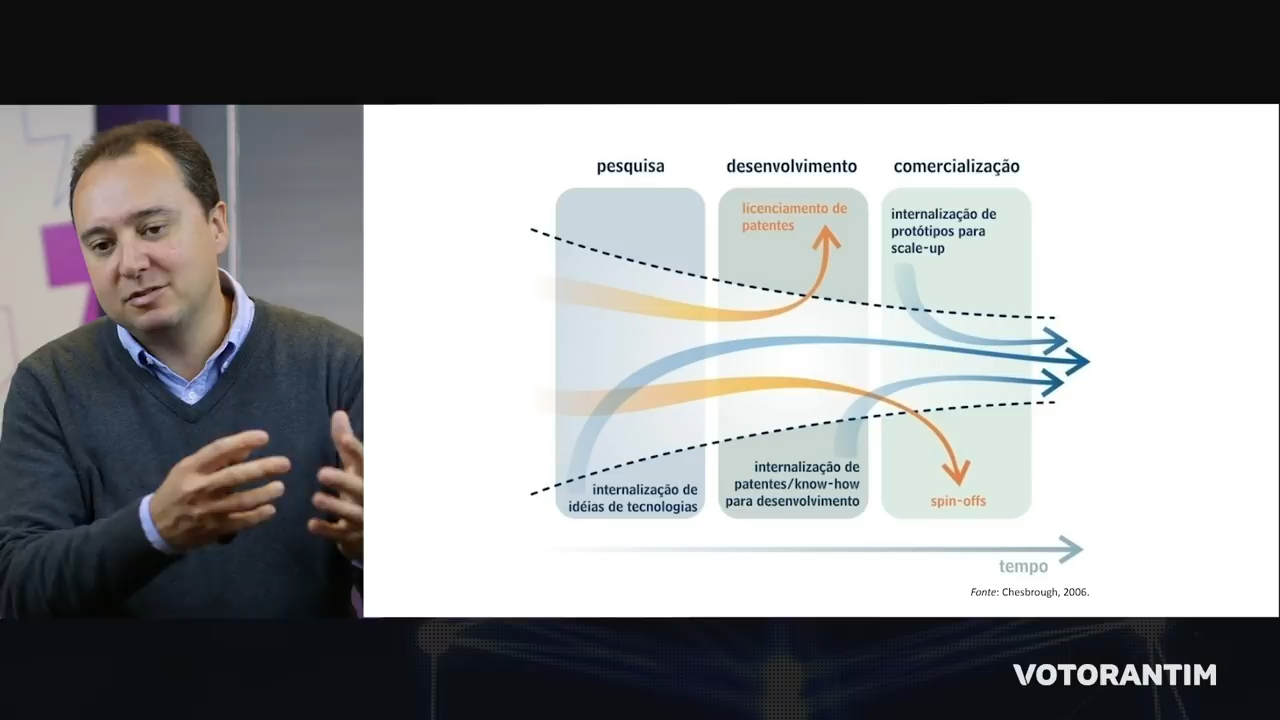 pesquisa
desenvolvimento
comercialização
licenciamento de
patentes
internalização de
protótipos para
scale-up
internalização de
idéias de tecnologias
internalização de
patentes/know-how
para desenvolvimento
spin-offs
tempo
Fonte: Chesbrough, 2006.
VOTORANTIM